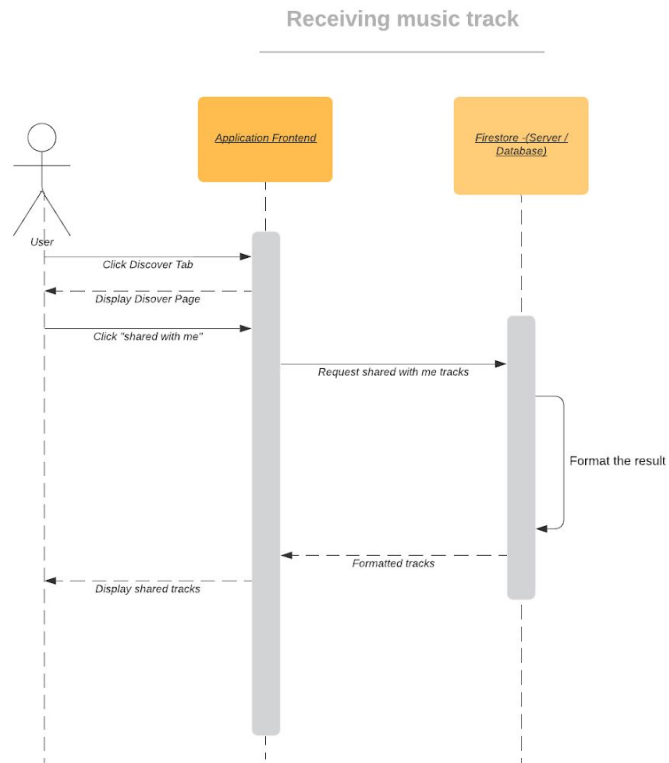 Receiving music track
Application Frontend
Firestore -(Server /
Database)
User
Click Discover Tab
Display Disover Page
Click "shared with me"
Request shared with me tracks
Format the result
Formatted tracks
Display shared tracks